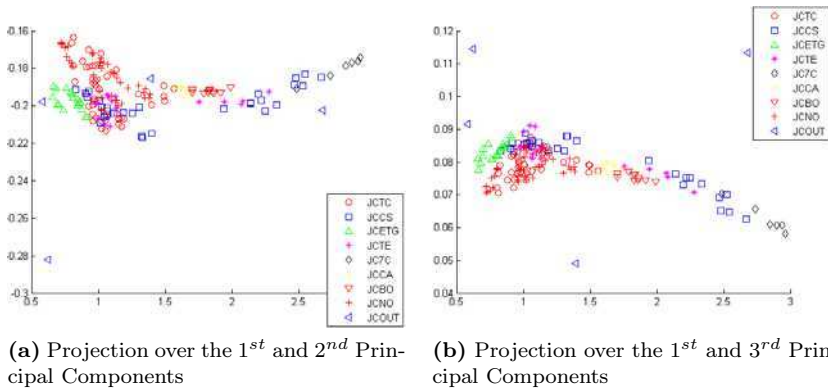 -0.16
-0.18
-0.2
-0.22
-0.24
-0.26
-0.28
-0.3
0.5
1
1.5
2
2.5
JCTC
JCCS
JCETG
JCTE
JC7C
JCCA
JCBO
JCNO
JCOUT
(a) Projection over the 1st and 2nd Prin-
cipal Components
0.12
0.11
0.1
0.09
0.08
0.07
0.06
0.05
0.04
0.5
1
1.5
2
2.5
3
JCTC
JCCS
JCETG
JCTE
JC7C
JCCA
JCBO
JCNO
JCOUT
(b) Projection over the 1st and 3rd Prin
cipal Components